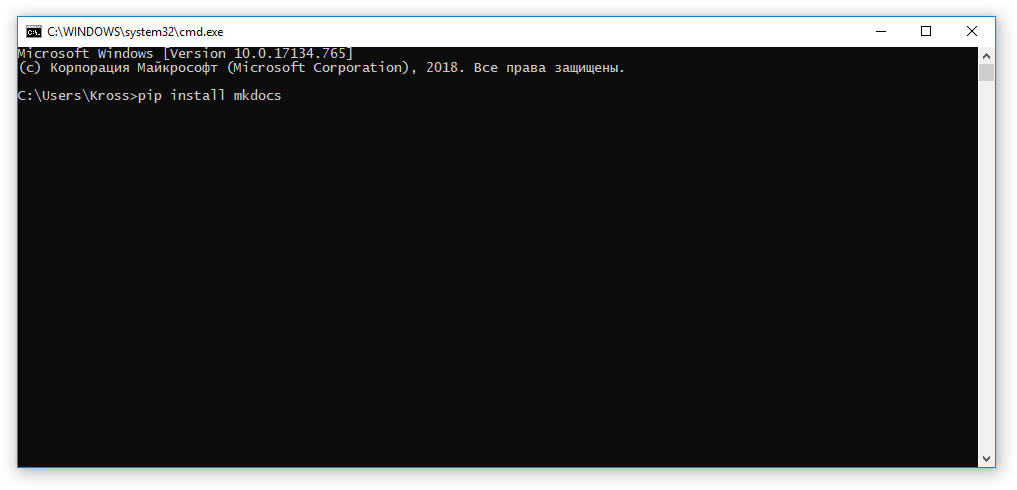 C:\WINDOWS\system32\cmd.exe
Microsoft Windows [Version 10.0.17134.765]
(c) Корпорация Майкрософт (Microsoft Corporation), 2018. Все права защищены.
C:\Users\Kross>pip install mkdocs